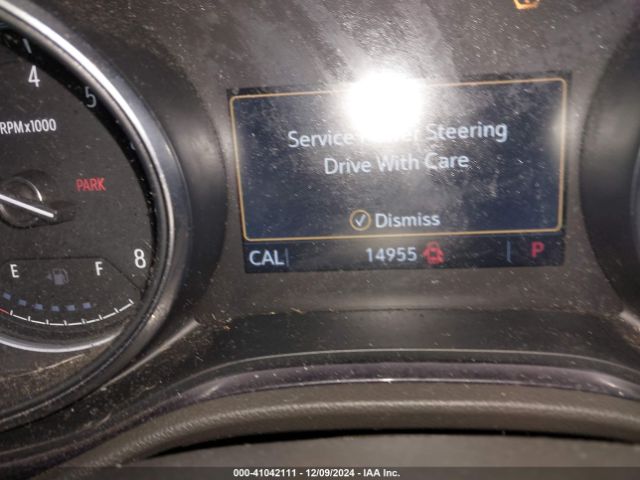 4
5
RPMx1000
PARK
E F 8
Service Power Steering
Drive With Care
Dismiss
CAL 14955 P
000-41042111 - 12/09/2024 - IAA Inc.